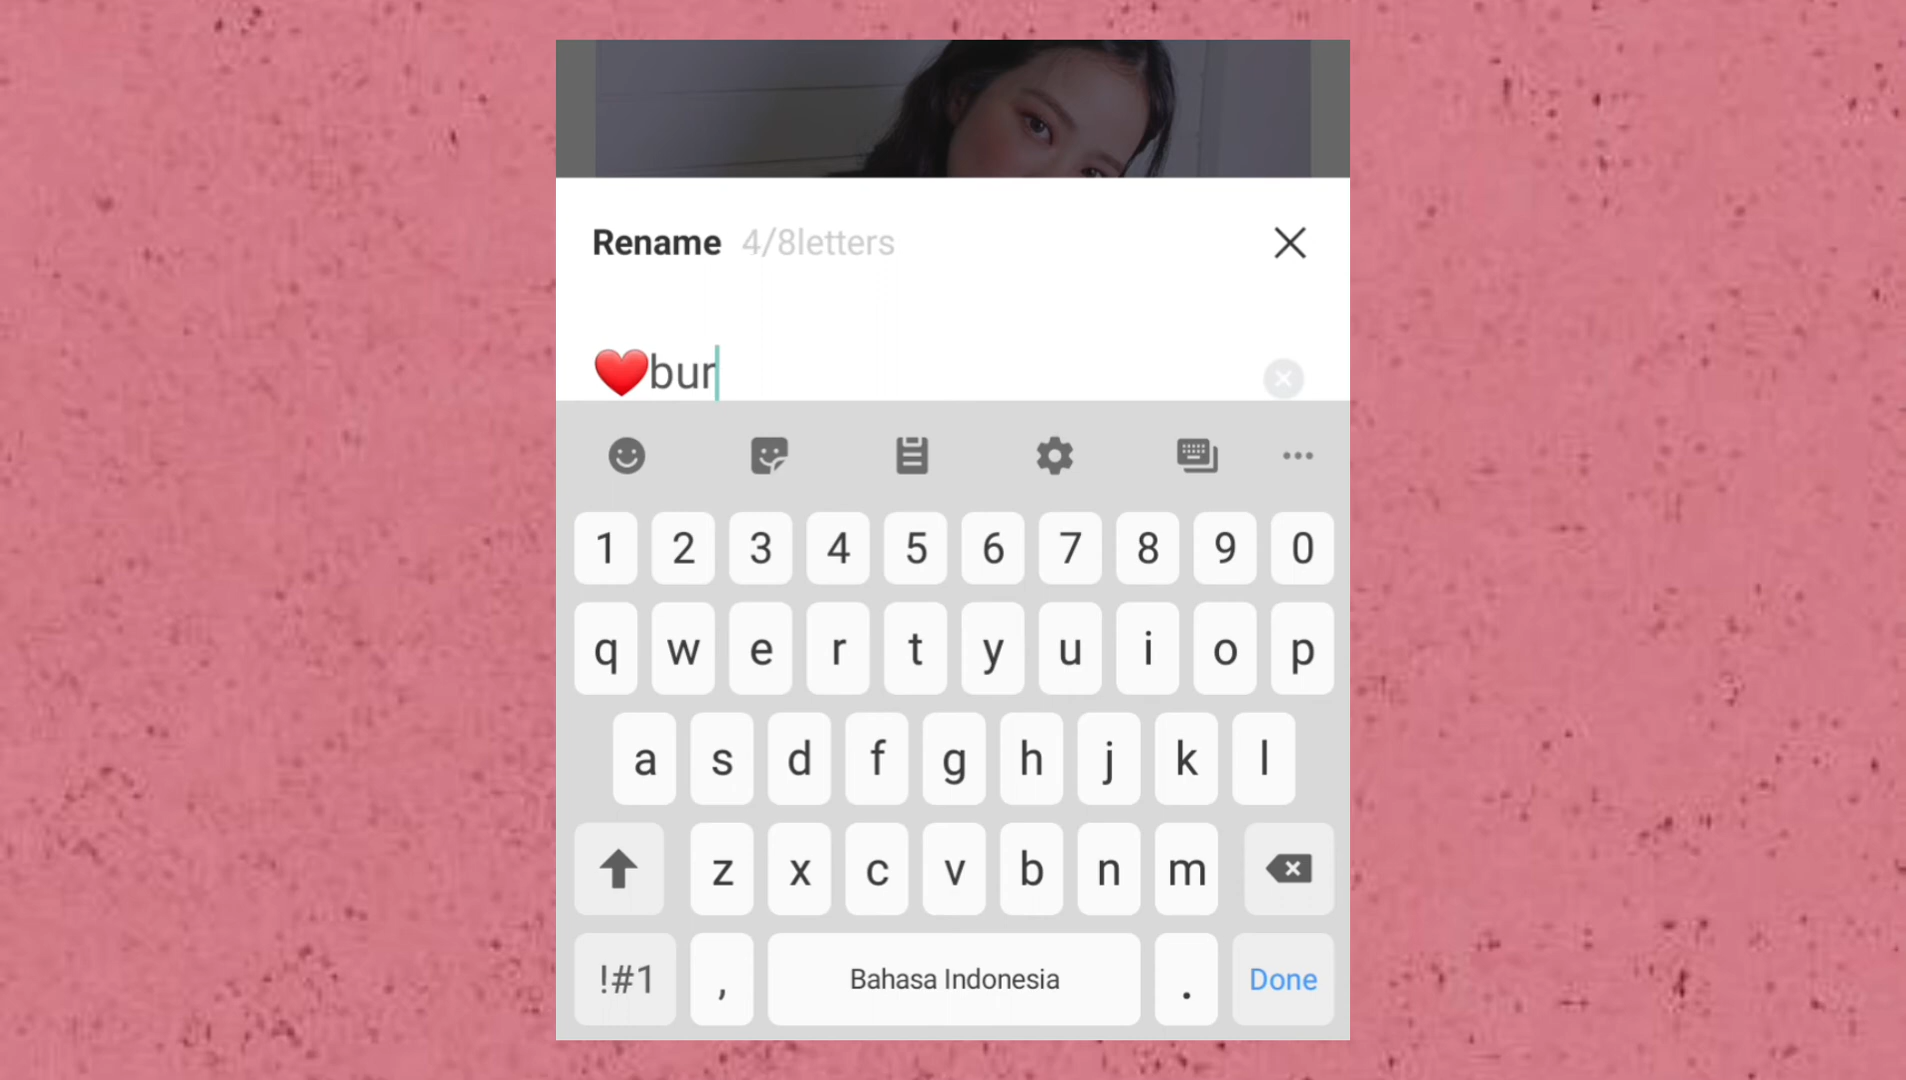 Rename 4/8letters
❤️bur
1 2 3 4 5 6 7 8 9 0
q w e r t y u i o p
a s d f g h j k l
z x c v b n m
!#1 , Bahasa Indonesia . Done